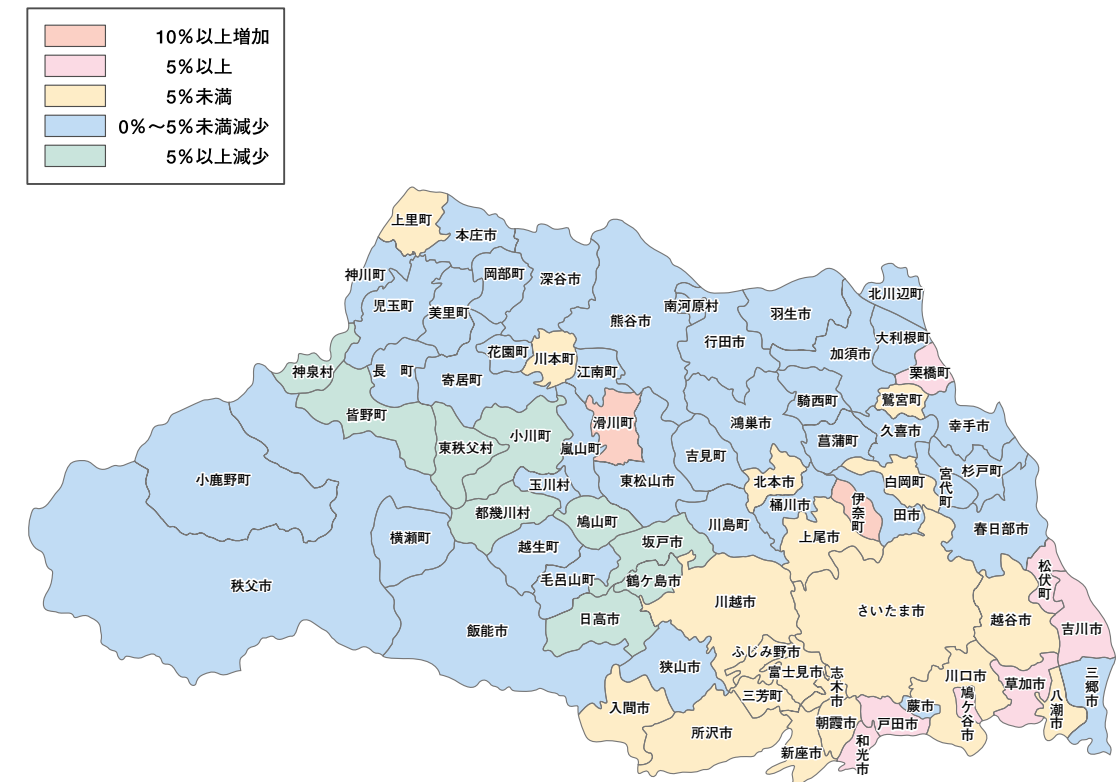 10%以上増加
5%以上
5%未満
0%～5%未満減少
5%以上減少
上里町
本庄市
神川町
岡部町
深谷市
児玉町
美里町
熊谷市
南河原村
羽生市
北川辺町
行田市
加須市
大利根町
神泉村
長　町
花園町
川本町
江南町
寄居町
栗橋町
皆野町
滑川町
騎西町
鷲宮町
東秩父村
小川町
嵐山町
吉見町
鴻巣市
菖蒲町
久喜市
幸手市
小鹿野町
玉川村
東松山市
北本市
白岡町
宮代町
杉戸町
都幾川村
鳩山町
川島町
桶川市
伊奈町
田市
春日部市
横瀬町
越生町
坂戸市
上尾市
秩父市
毛呂山町
鶴ケ島市
松伏町
飯能市
日高市
川越市
さいたま市
越谷市
吉川市
狭山市
ふじみ野市
富士見市
志木市
川口市
草加市
三郷市
入間市
三芳町
鳩ケ谷市
八潮市
所沢市
新座市
朝霞市
和光市
戸田市
蕨市